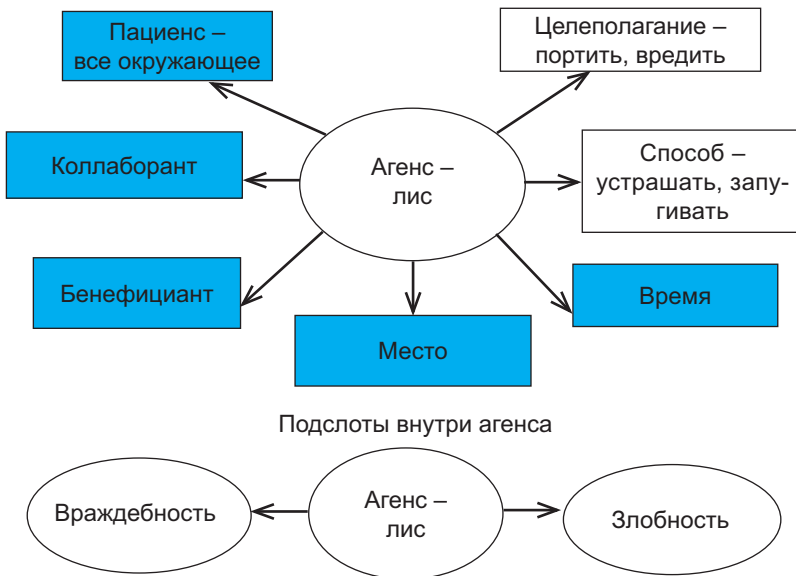 Пациенс –
все окружающее
Целеполагание –
портить, вредить
Коллаборант
Агенс –
лис
Способ –
устрашать, запу-
гивать
Бенефициант
Место
Время
Подслоты внутри агенса
Враждебность
Агенс –
лис
Злобность